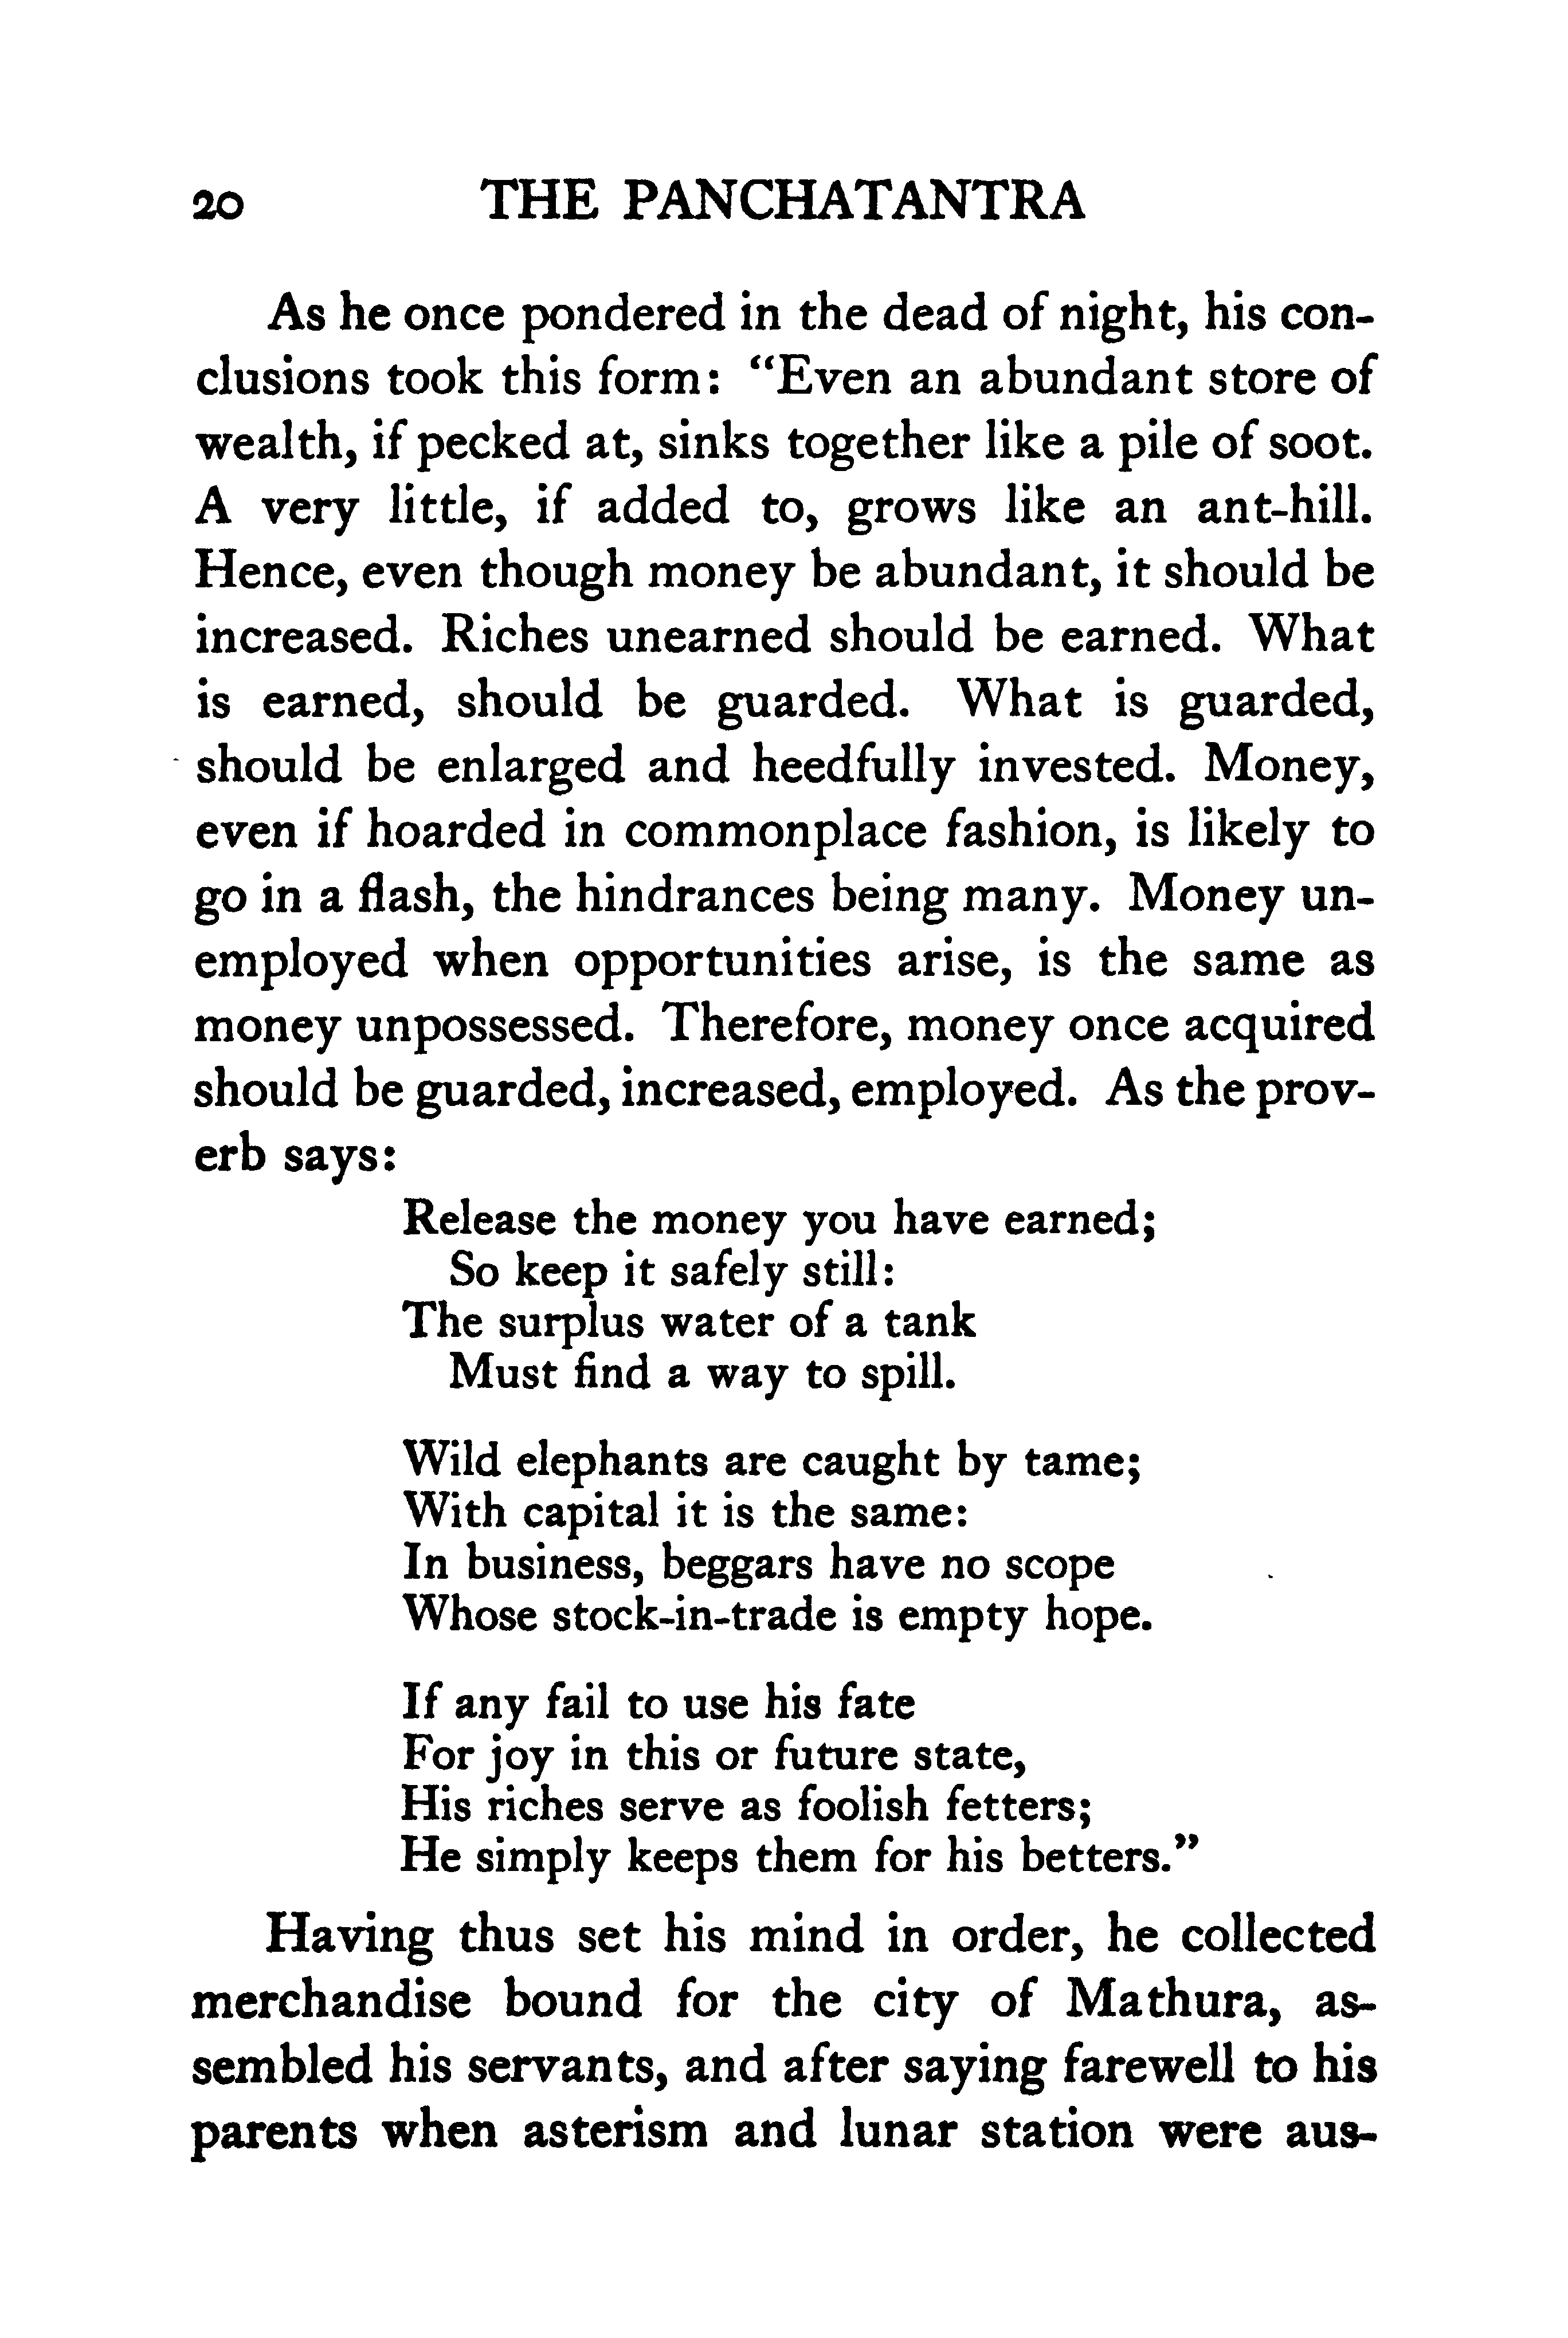 20 THE PANCHATANTRA
As he once pondered in the dead of night, his con-
clusions took this form: “Even an abundant store of
wealth, if pecked at, sinks together like a pile of soot.
A very little, if added to, grows like an ant-hill.
Hence, even though money be abundant, it should be
increased. Riches unearned should be earned. What
is earned, should be guarded. What is guarded,
should be enlarged and heedfully invested. Money,
even if hoarded in commonplace fashion, is likely to
go in a flash, the hindrances being many. Money un-
employed when opportunities arise, is the same as
money unpossessed. Therefore, money once acquired
should be guarded, increased, employed. As the prov-
erb says:
Release the money you have earned;
So keep it safely still:
The surplus water of a tank
Must find a way to spill.
Wild elephants are caught by tame;
With capital it is the same:
In business, beggars have no scope
Whose stock-in-trade is empty hope.
If any fail to use his fate
For joy in this or future state,
His riches serve as foolish fetters;
He simply keeps them for his betters.”
Having thus set his mind in order, he collected
merchandise bound for the city of Mathura, as-
sembled his servants, and after saying farewell to his
parents when asterism and lunar station were aus-